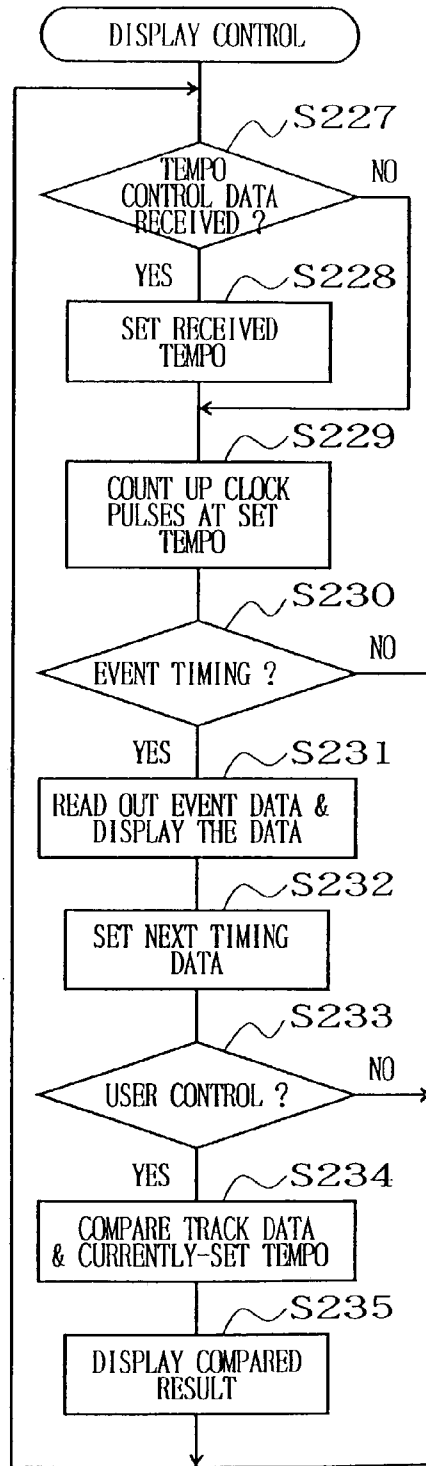 DISPLAY CONTROL
S227
TEMPO
CONTROL DATA
RECEIVED ?
NO
YES
S228
SET RECEIVED
TEMPO
S229
COUNT UP CLOCK
PULSES AT SET
TEMPO
S230
EVENT TIMING ?
NO
YES
S231
READ OUT EVENT DATA &
DISPLAY THE DATA
S232
SET NEXT TIMING
DATA
S233
USER CONTROL ?
NO
YES
S234
COMPARE TRACK DATA
& CURRENTLY-SET TEMPO
S235
DISPLAY COMPARED
RESULT